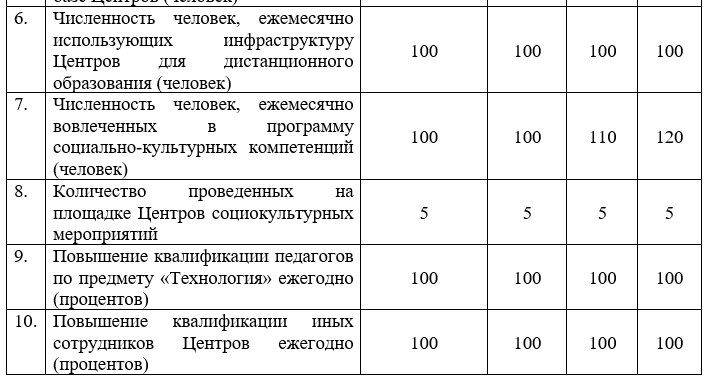 базе Центров (человек)
6. Численность человек, ежемесячно
использующих инфраструктуру
Центров для дистанционного
образования (человек)
100 100 100 100
7. Численность человек, ежемесячно
вовлеченных в программу
социально-культурных компетенций
(человек)
100 100 110 120
8. Количество проведенных на
площадке Центров социокультурных
мероприятий
5 5 5 5
9. Повышение квалификации педагогов
по предмету «Технология» ежегодно
(процентов)
100 100 100 100
10. Повышение квалификации иных
сотрудников Центров ежегодно
(процентов)
100 100 100 100